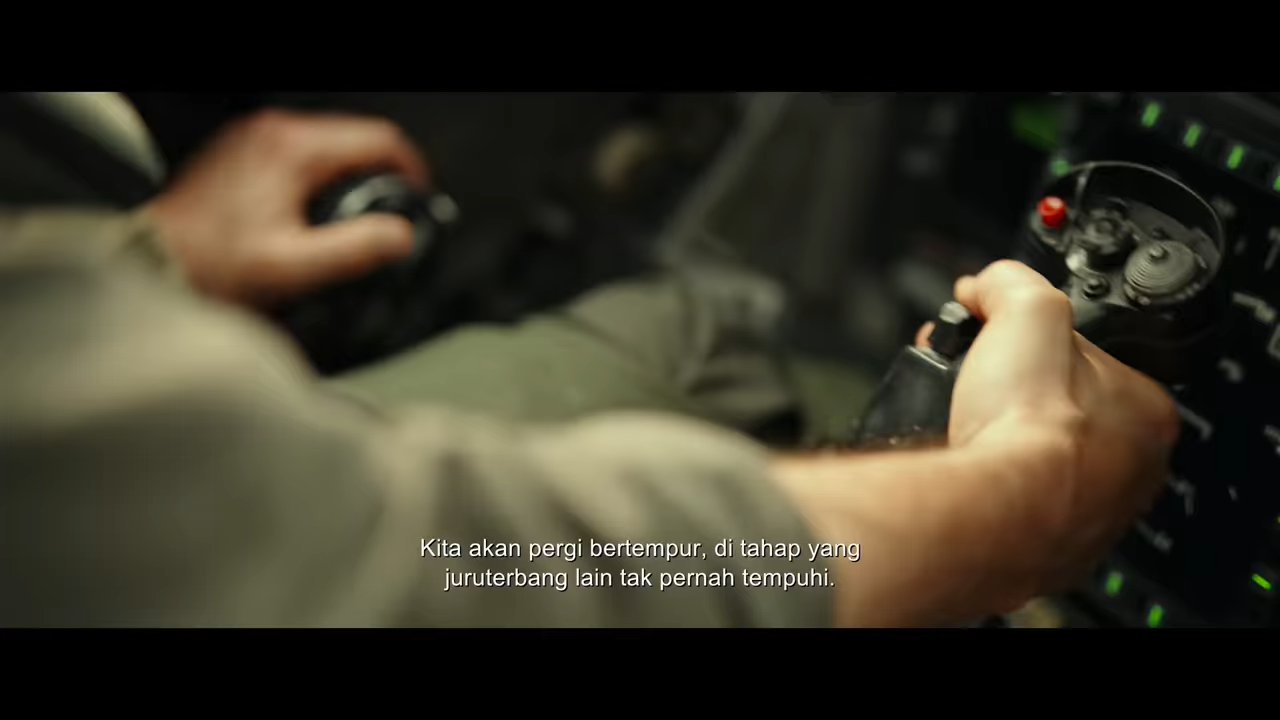 Kita akan pergi bertempur, di tahap yang
juruterbang lain tak pernah tempuhi.